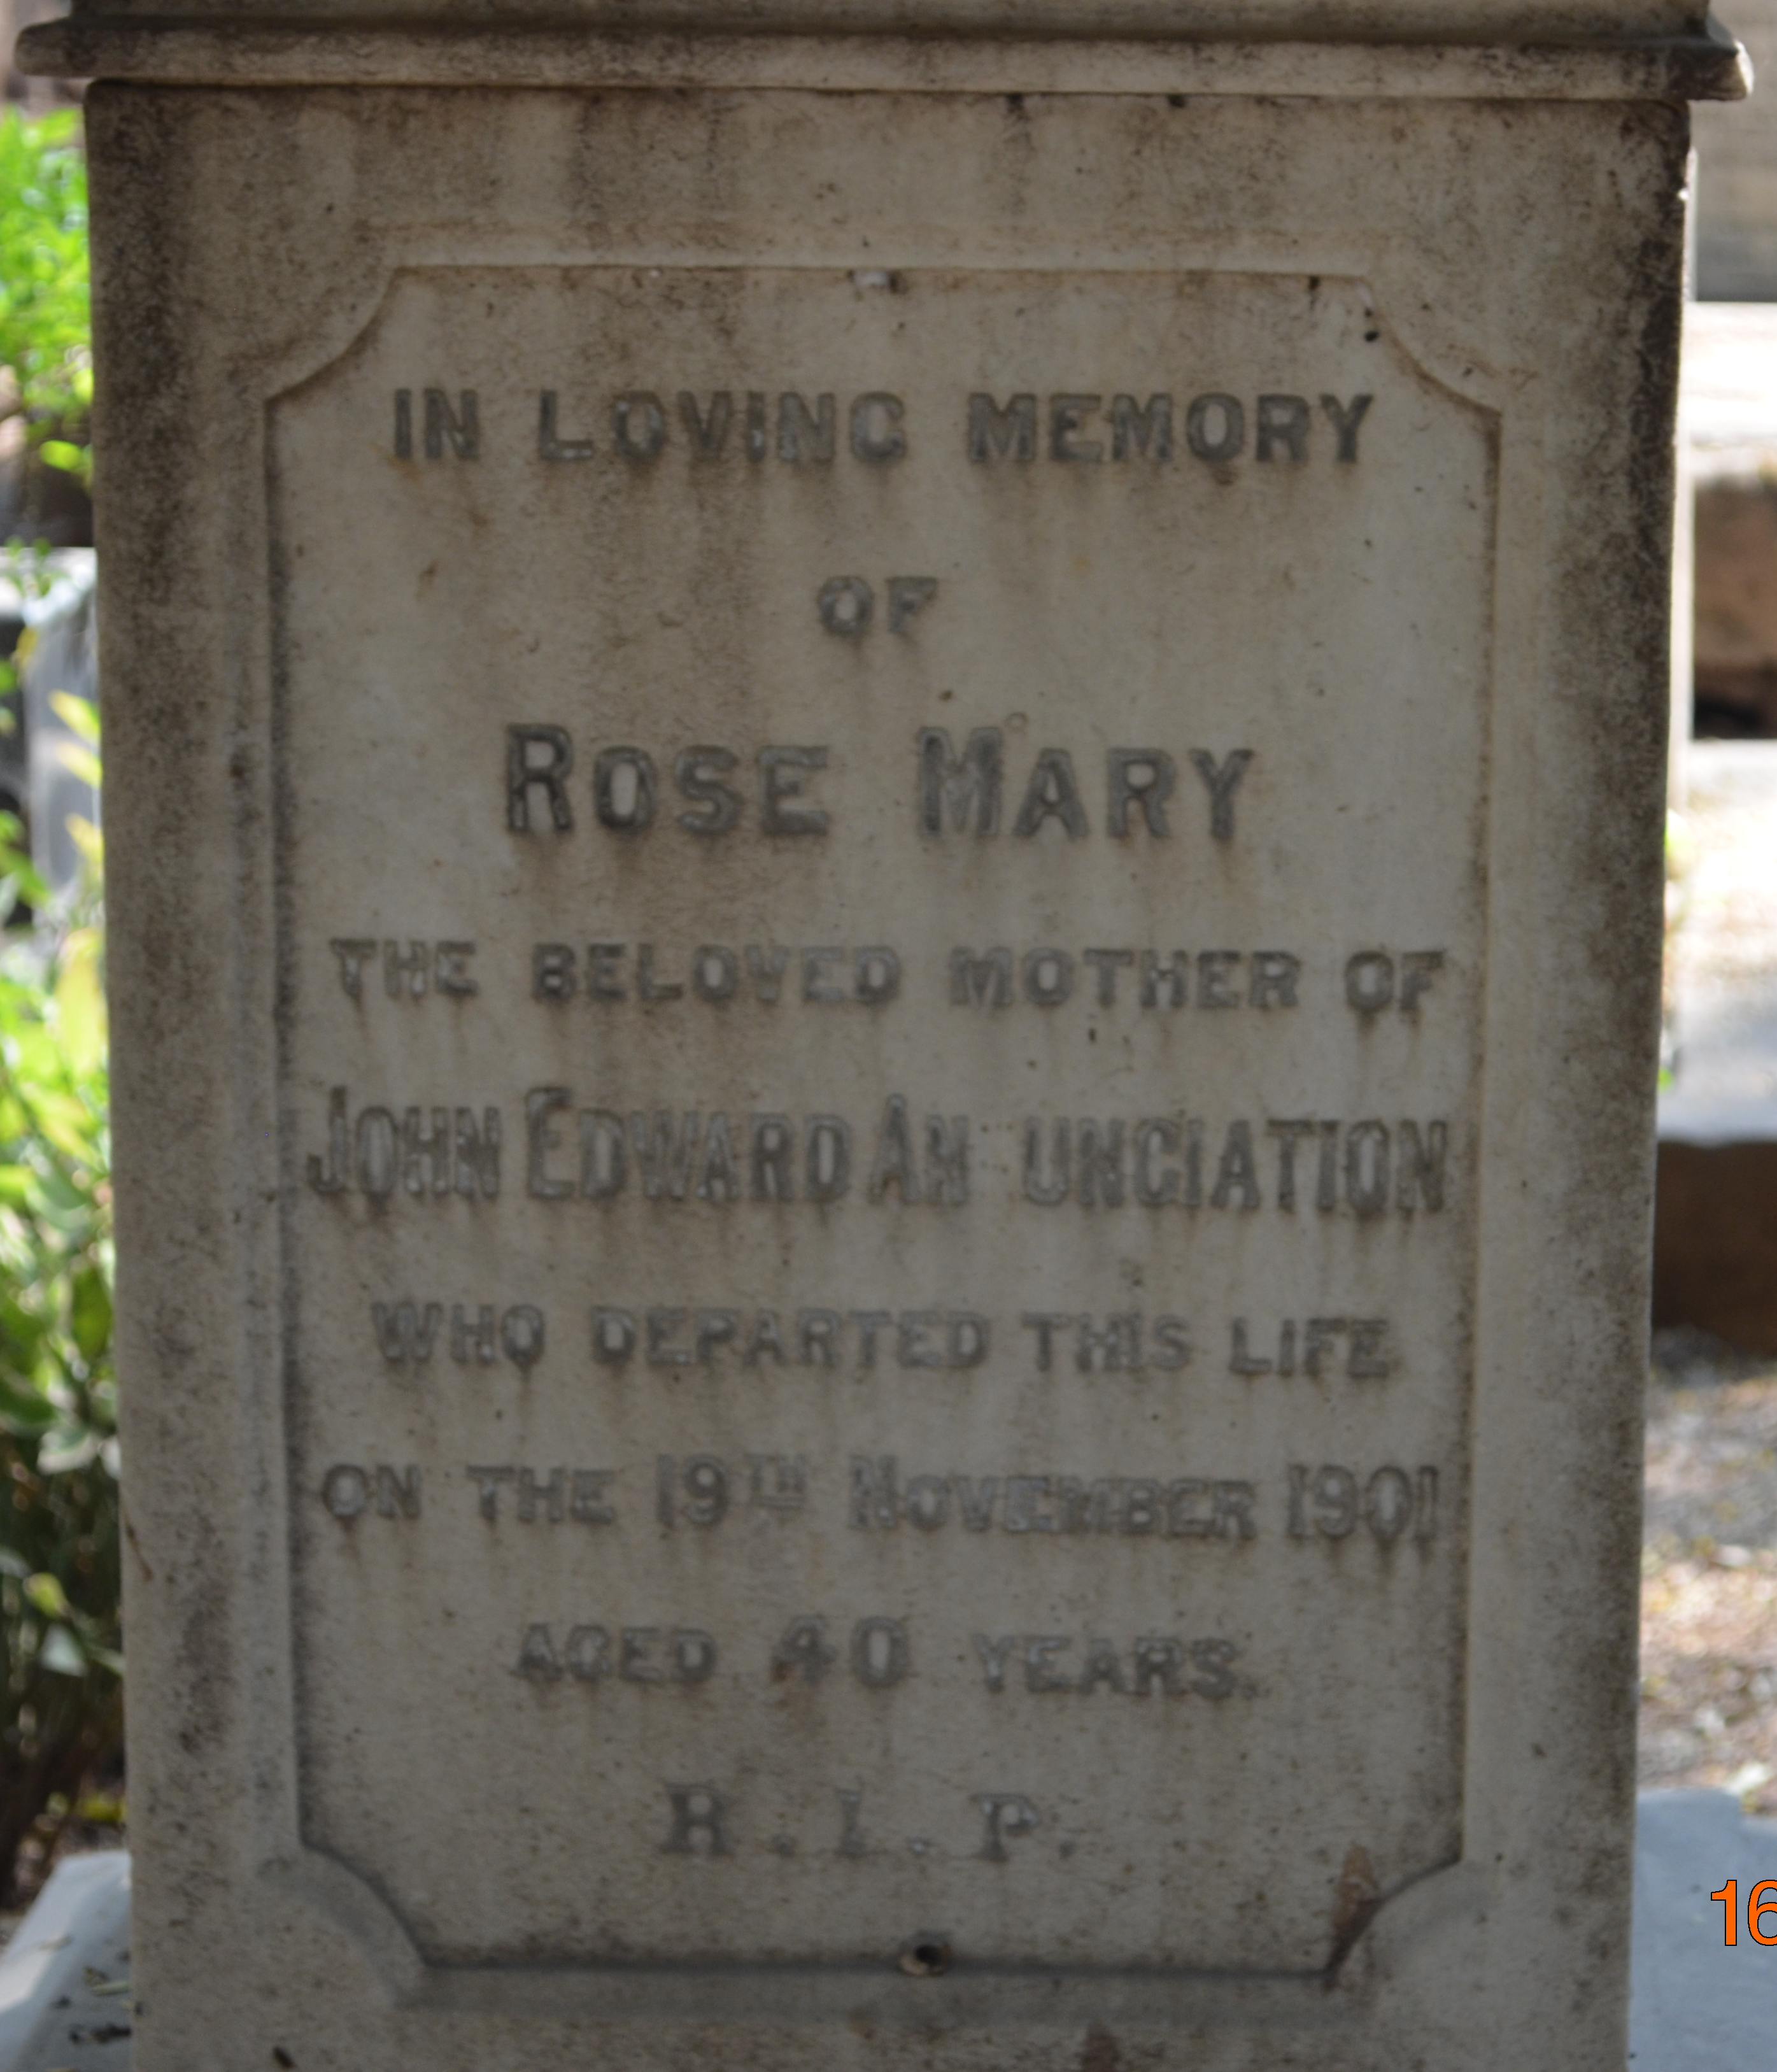 IN LOVING MEMORY
OF
ROSE MARY
THE BELOVED MOTHER OF
JOHN EDWARD AN UNCIATION
WHO DEPARTED THIS LIFE
ON THE 19TH NOVEMBER 1901
AGED 40 YEARS.
R.I.P.
16